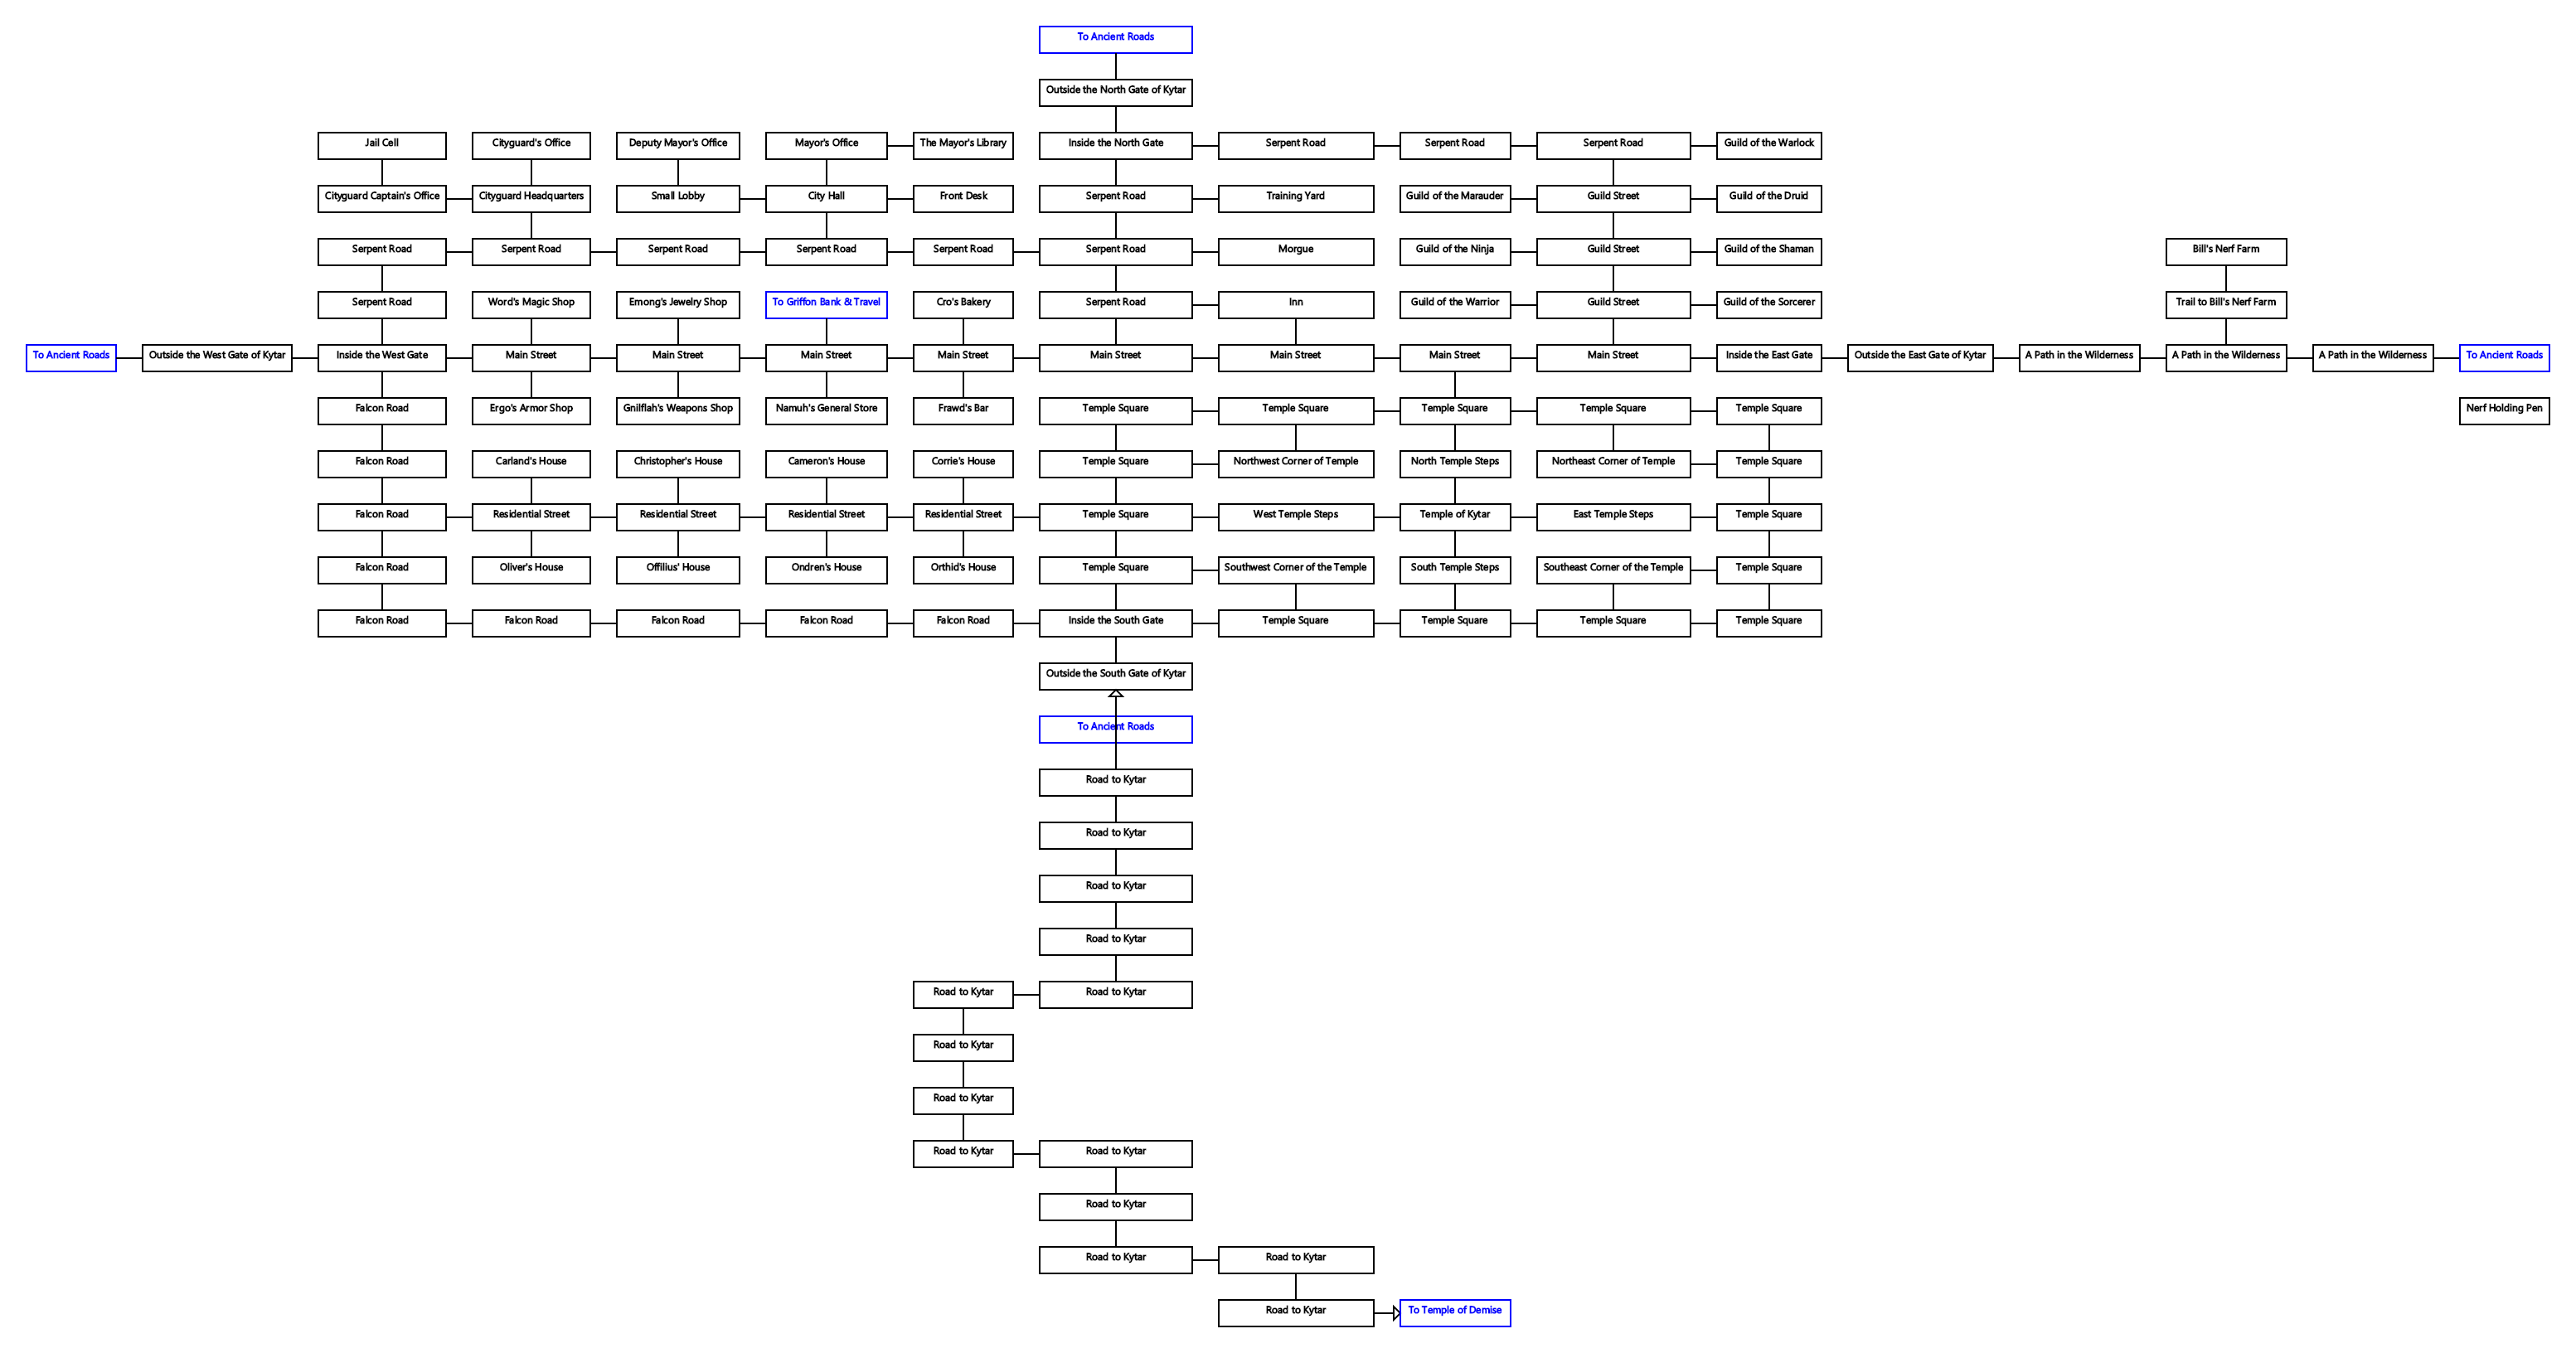 To Ancient Roads
Outside the North Gate of Kytar
Jail Cell
Cityguard's Office
Deputy Mayor's Office
Mayor's Office
The Mayor's Library
Inside the North Gate
Serpent Road
Serpent Road
Serpent Road
Guild of the Warlock
Cityguard Captain's Office
Cityguard Headquarters
Small Lobby
City Hall
Front Desk
Serpent Road
Training Yard
Guild of the Marauder
Guild Street
Guild of the Druid
Serpent Road
Serpent Road
Serpent Road
Serpent Road
Serpent Road
Serpent Road
Morgue
Guild of the Ninja
Guild Street
Guild of the Shaman
Bill's Nerf Farm
Serpent Road
Word's Magic Shop
Emong's Jewelry Shop
To Griffon Bank & Travel
Cro's Bakery
Serpent Road
Inn
Guild of the Warrior
Guild Street
Guild of the Sorcerer
Trail to Bill's Nerf Farm
To Ancient Roads
Outside the West Gate of Kytar
Inside the West Gate
Main Street
Main Street
Main Street
Main Street
Main Street
Main Street
Main Street
Main Street
Inside the East Gate
Outside the East Gate of Kytar
A Path in the Wilderness
A Path in the Wilderness
A Path in the Wilderness
To Ancient Roads
Falcon Road
Ergo's Armor Shop
Gnilflah's Weapons Shop
Namuh's General Store
Frawd's Bar
Temple Square
Temple Square
Temple Square
Temple Square
Temple Square
Nerf Holding Pen
Falcon Road
Carland's House
Christopher's House
Cameron's House
Corrie's House
Temple Square
Northwest Corner of Temple
North Temple Steps
Northeast Corner of Temple
Temple Square
Falcon Road
Residential Street
Residential Street
Residential Street
Residential Street
Temple Square
West Temple Steps
Temple of Kytar
East Temple Steps
Temple Square
Falcon Road
Oliver's House
Offilius' House
Ondren's House
Orthid's House
Temple Square
Southwest Corner of the Temple
South Temple Steps
Southeast Corner of the Temple
Temple Square
Falcon Road
Falcon Road
Falcon Road
Falcon Road
Falcon Road
Inside the South Gate
Temple Square
Temple Square
Temple Square
Temple Square
Outside the South Gate of Kytar
To Ancient Roads
Road to Kytar
Road to Kytar
Road to Kytar
Road to Kytar
Road to Kytar
Road to Kytar
Road to Kytar
Road to Kytar
Road to Kytar
Road to Kytar
Road to Kytar
Road to Kytar
Road to Kytar
Road to Kytar
To Temple of Demise